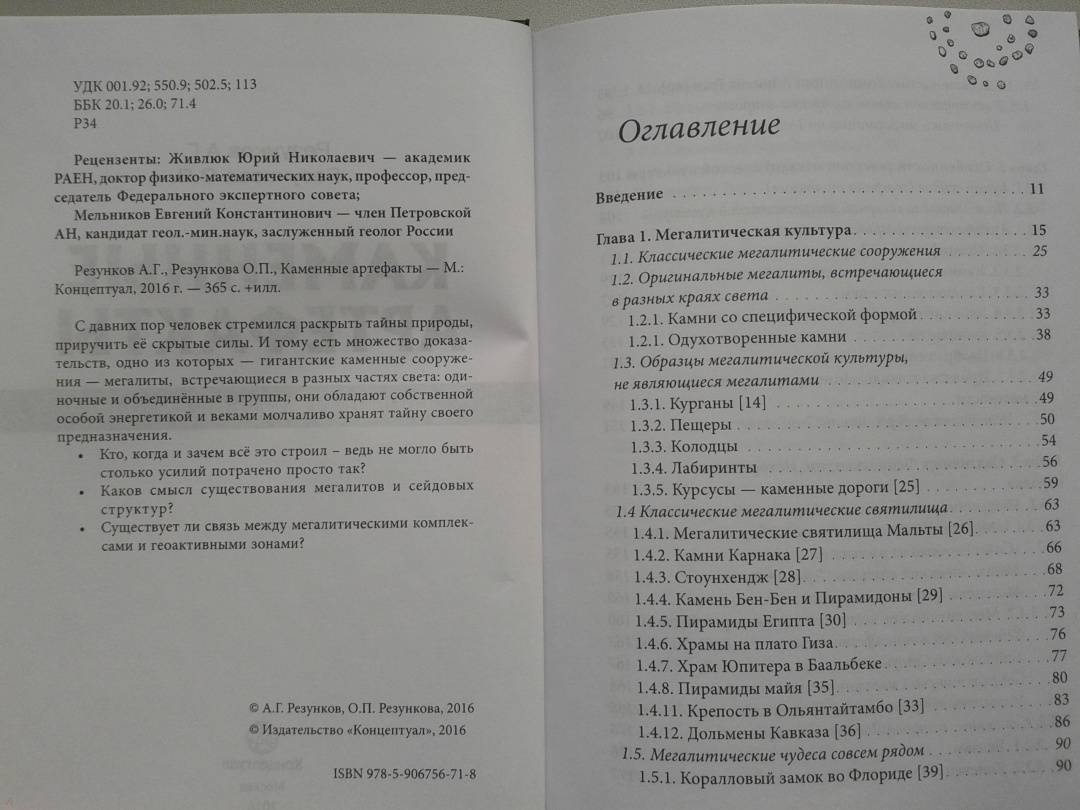 УДК 001.92; 550.9; 502.5; 113
ББК 20.1; 26.0; 71.4
Р34
Рецензенты: Живлюк Юрий Николаевич — академик
РАЕН, доктор физико-математических наук, профессор, пред-
седатель Федерального экспертного совета;
Мельников Евгений Константинович — член Петровской
АН, кандидат геол.-мин.наук, заслуженный геолог России
Резунков А.Г., Резункова О.П., Каменные артефакты — М.:
Концептуал, 2016 г. — 365 с. +илл.
С давних пор человек стремился раскрыть тайны природы,
приручить её скрытые силы. И тому есть множество доказа-
тельств, одно из которых — гигантские каменные сооруже-
ния — мегалиты, встречающиеся в разных частях света: оди-
ночные и объединённые в группы, они обладают собственной
особой энергетикой и веками молчаливо хранят тайну своего
предназначения.
• Кто, когда и зачем всё это строил – ведь не могло быть
столько усилий потрачено просто так?
• Каков смысл существования мегалитов и сейдовых
структур?
• Существует ли связь между мегалитическими комплек-
сами и геоактивными зонами?
© А.Г. Резунков, О.П. Резункова, 2016
© Издательство «Концептуал», 2016
ISBN 978-5-906756-71-8
Оглавление
Введение . . . . . . . . . . 11
Глава 1. Мегалитическая культура. . . . . . . . . . 15
1.1. Классические мегалитические сооружения . . . . . . . . . . 25
1.2. Оригинальные мегалиты, встречающиеся
в разных краях света . . . . . . . . . . 33
1.2.1. Камни со специфической формой . . . . . . . . . . 33
1.2.1. Одухотворенные камни . . . . . . . . . . 38
1.3. Образцы мегалитической культуры,
не являющиеся мегалитами . . . . . . . . . . 49
1.3.1. Курганы [14] . . . . . . . . . . 49
1.3.2. Пещеры . . . . . . . . . . 50
1.3.3. Колодцы . . . . . . . . . . 54
1.3.4. Лабиринты . . . . . . . . . . 56
1.3.5. Курсусы — каменные дороги [25] . . . . . . . . . . 59
1.4 Классические мегалитические святилища. . . . . . . . . . 63
1.4.1. Мегалитические святилища Мальты [26]. . . . . . . . . . 63
1.4.2. Камни Карнака [27] . . . . . . . . . . 66
1.4.3. Стоунхендж [28]. . . . . . . . . . 68
1.4.4. Камень Бен-Бен и Пирамидоны [29] . . . . . . . . . . 72
1.4.5. Пирамиды Египта [30] . . . . . . . . . . 73
1.4.6. Храмы на плато Гиза. . . . . . . . . . 76
1.4.7. Храм Юпитера в Баальбеке. . . . . . . . . . 77
1.4.8. Пирамиды майя [35]. . . . . . . . . . 80
1.4.11. Крепость в Ольянтайтамбо [33] . . . . . . . . . . 83
1.4.12. Дольмены Кавказа [36] . . . . . . . . . . 86
1.5. Мегалитические чудеса совсем рядом . . . . . . . . . . 90
1.5.1. Коралловый замок во Флориде [39] . . . . . . . . . . 90